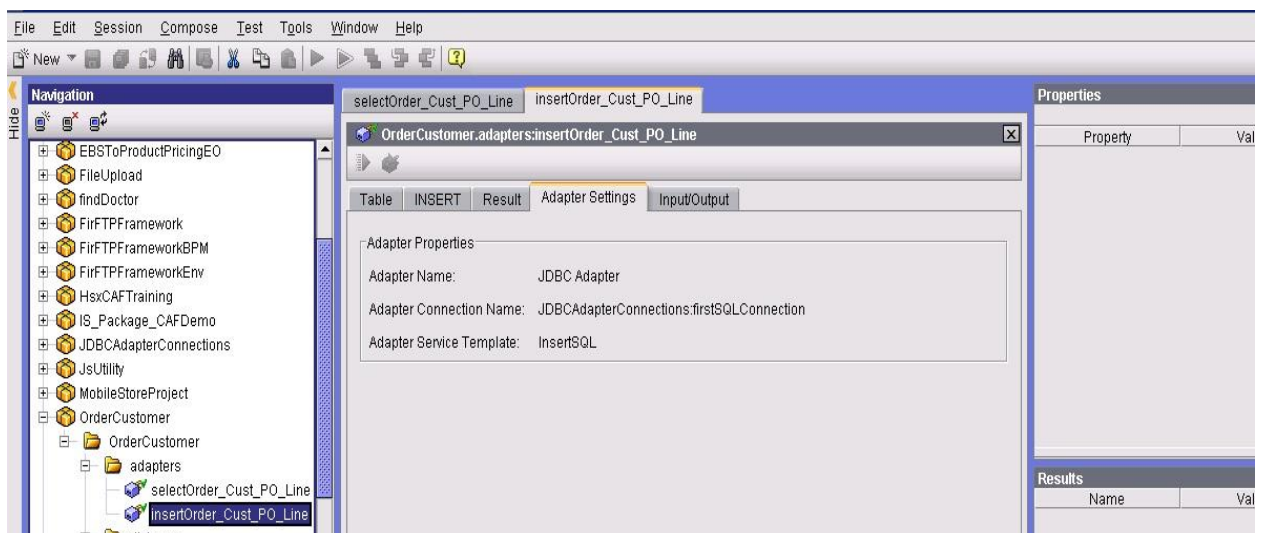 File Edit Session Compose Test Tools Window Help
New
Hide
Navigation
EBSToProductPricingEO
FileUpload
findDoctor
FirFTPFramework
FirFTPFrameworkBPM
FirFTPFrameworkEnv
HsxCAFTraining
IS_Package_CAFDemo
JDBCAdapterConnections
JsUtility
MobileStoreProject
OrderCustomer
OrderCustomer
adapters
selectOrder_Cust_PO_Line
insertOrder_Cust_PO_Line
selectOrder_Cust_PO_Line insertOrder_Cust_PO_Line
OrderCustomer.adapters:insertOrder_Cust_PO_Line
Table INSERT Result Adapter Settings Input/Output
Adapter Properties
Adapter Name: JDBC Adapter
Adapter Connection Name: JDBCAdapterConnections:firstSQLConnection
Adapter Service Template: InsertSQL
Properties
Property Val
Results
Name Val